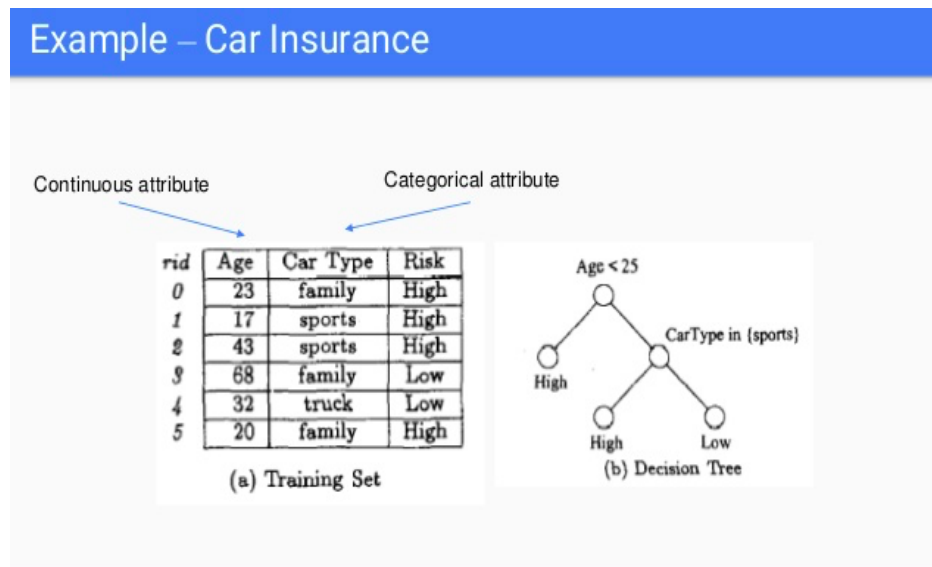 Example – Car Insurance
Continuous attribute
Categorical attribute
rid Age Car Type Risk
0 23 family High
1 17 sports High
2 43 sports High
3 68 family Low
4 32 truck Low
5 20 family High
(a) Training Set
Age < 25
CarType in {sports}
High
High Low
(b) Decision Tree